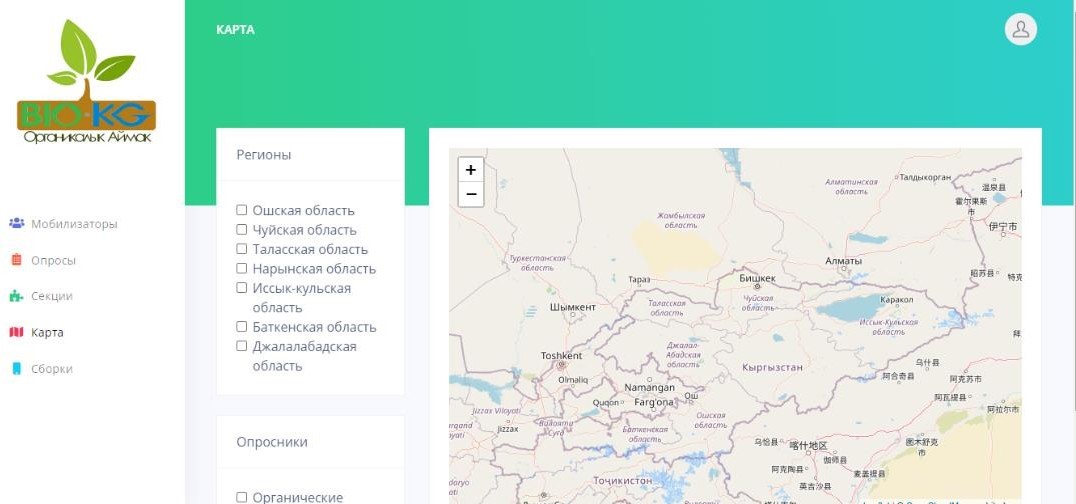 BIO-KG
Органикалык Аймак
КАРТА
Мобилизаторы
Опросы
Секции
Карта
Сборки
Регионы
Ошская область
Чуйская область
Таласская область
Нарынская область
Иссык-кульская
область
Баткенская область
Джалалабадская
область
Опросники
Органические
+
−
Алматинская
область
Талдыкорган
温泉县
霍尔果斯
市
伊宁市
Жамбылская
область
Туркестанская
область
Тараз
Бишкек
Алматы
昭苏县
Шымкент
Таласская
область
Чуйская
область
Каракол
Иссык-Кульская
область
Джалал-
Абадская
область
Toshkent
Olmaliq
Namangan
Кыргызстан
乌什县
阿合奇县
阿克苏市
Quqon
Farg'ona
Ош
阿瓦提县
阿拉尔市
Jizzax Viloyati
Jizzax
Вилояти
Суғд
Ошская
область
Баткенская
область
乌恰县
喀什地区
图木舒克
市
伽师县
阿克陶县
麦盖提县
英吉沙县
Тоҷикистон